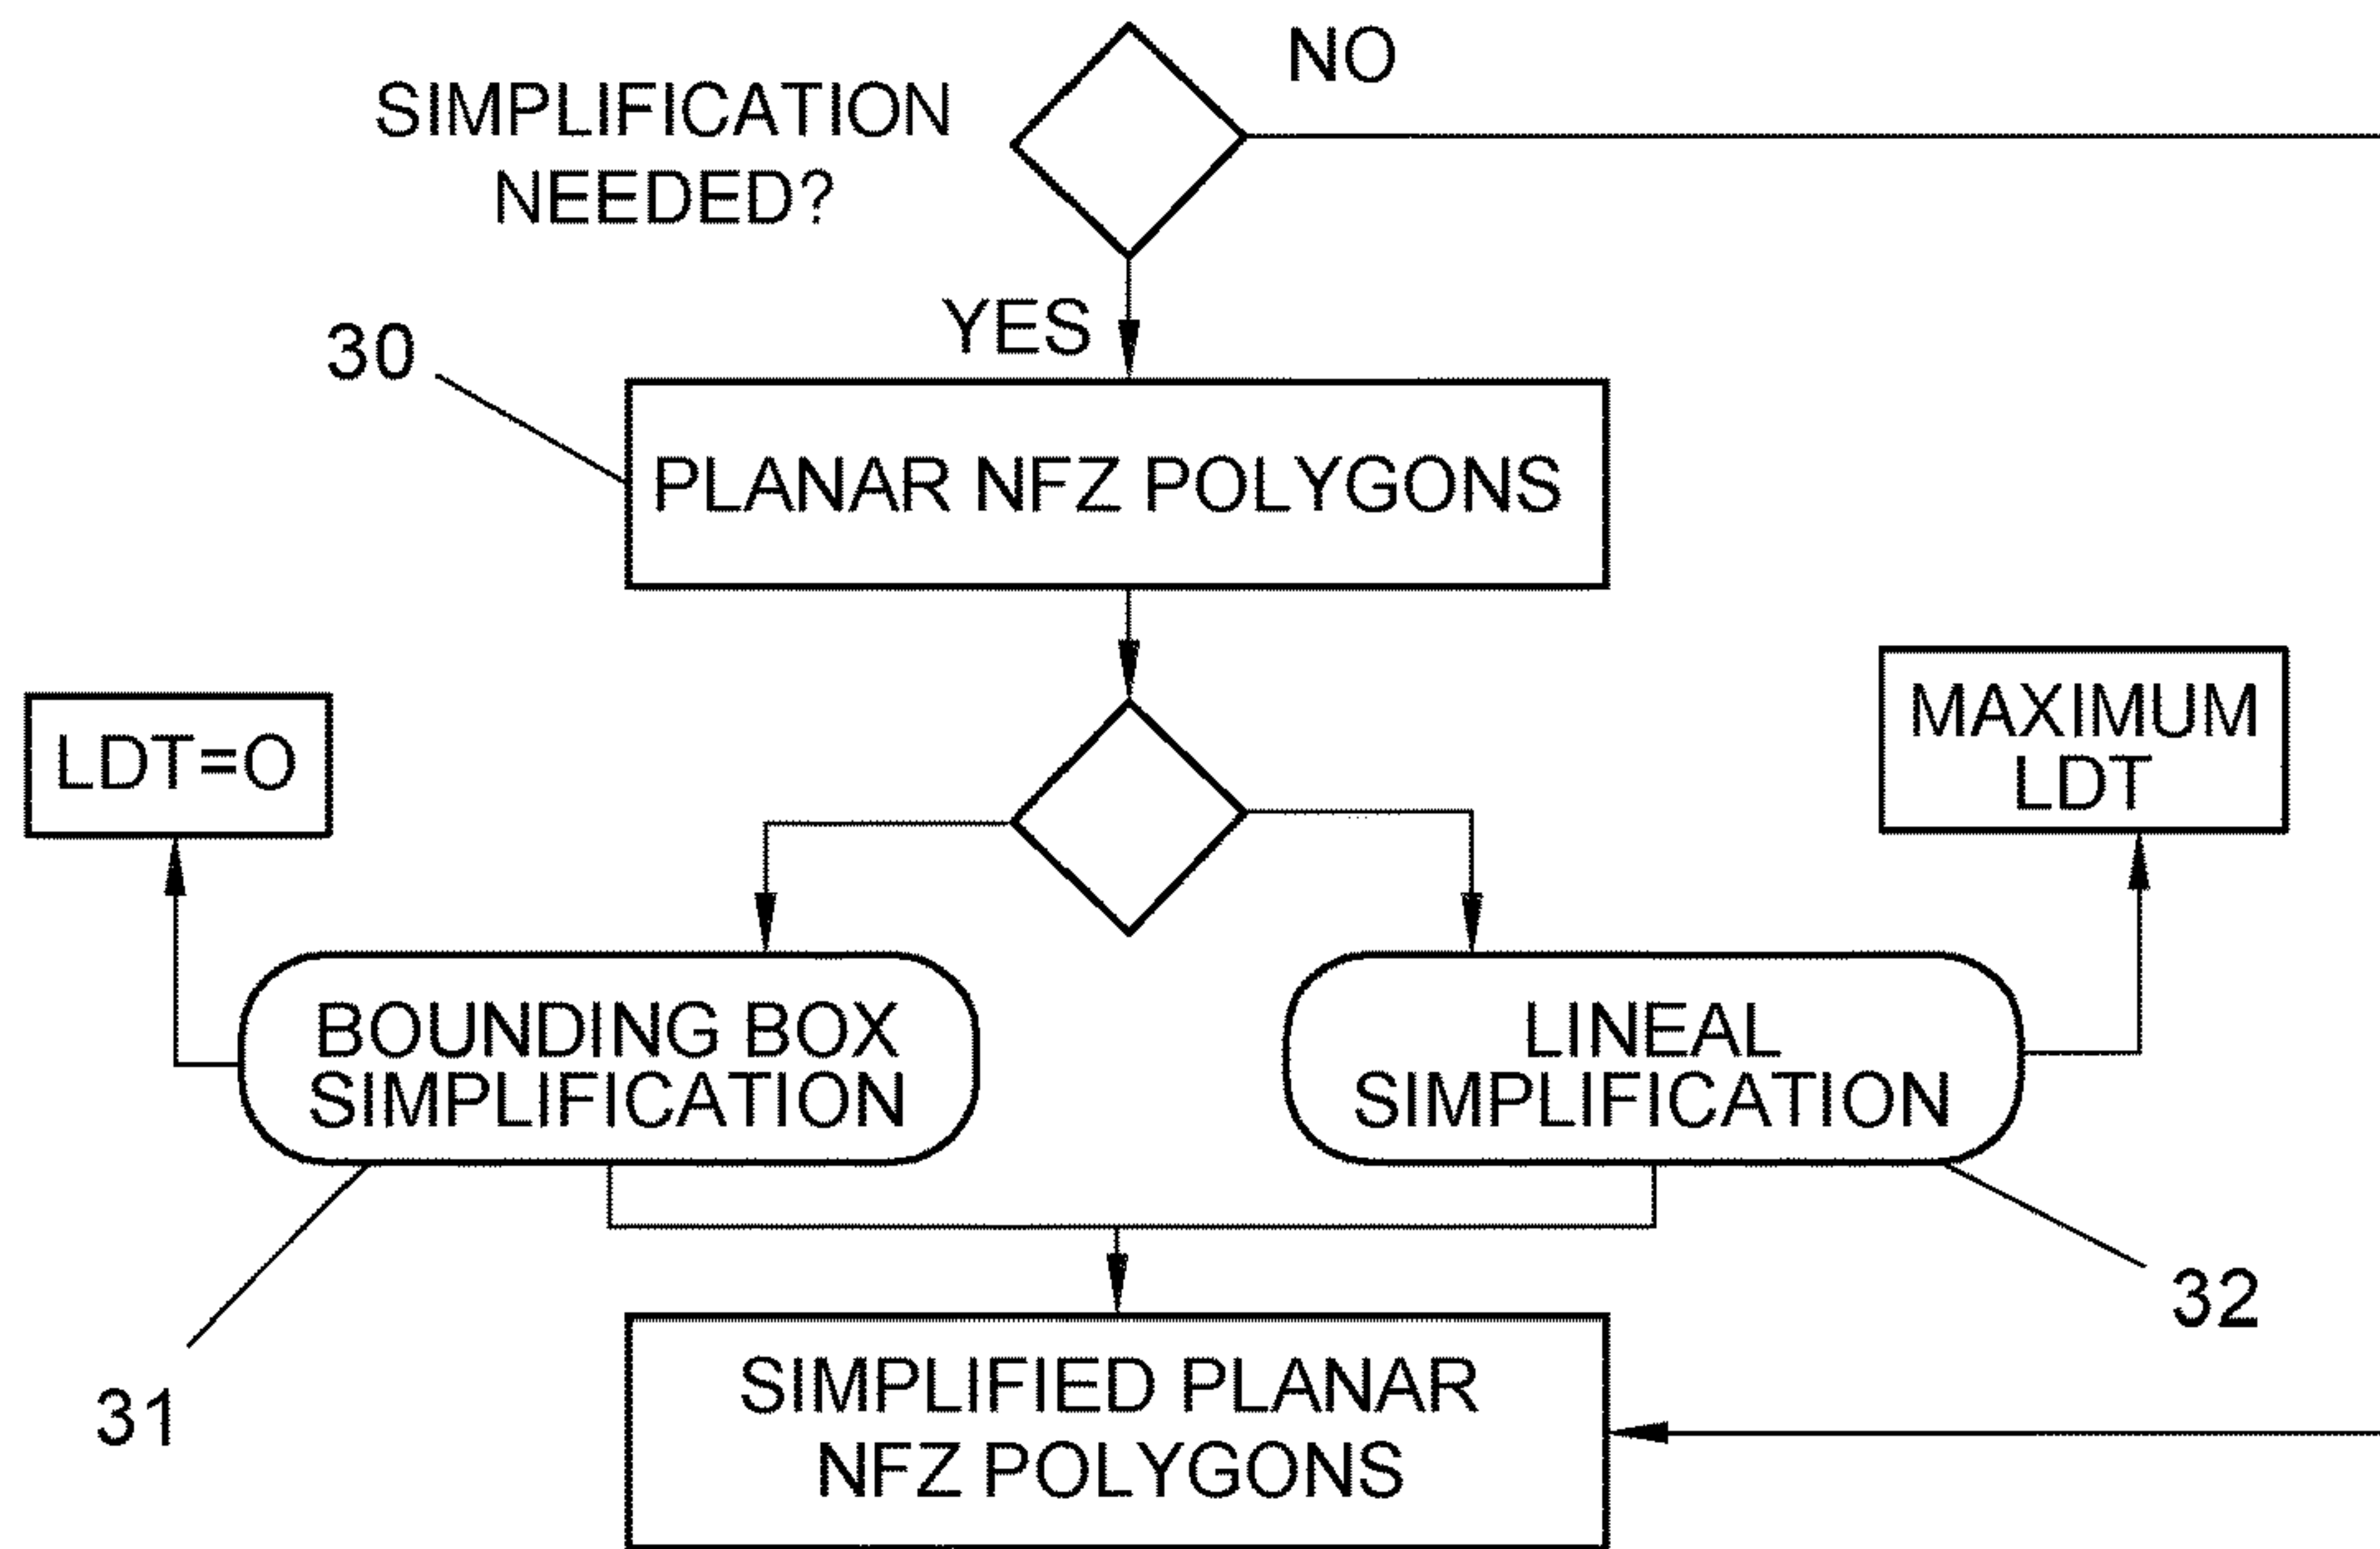 NO
SIMPLIFICATION
NEEDED?
YES
30
PLANAR NFZ POLYGONS
LDT=O
MAXIMUM
LDT
BOUNDING BOX
SIMPLIFICATION
LINEAL
SIMPLIFICATION
31
32
SIMPLIFIED PLANAR
NFZ POLYGONS